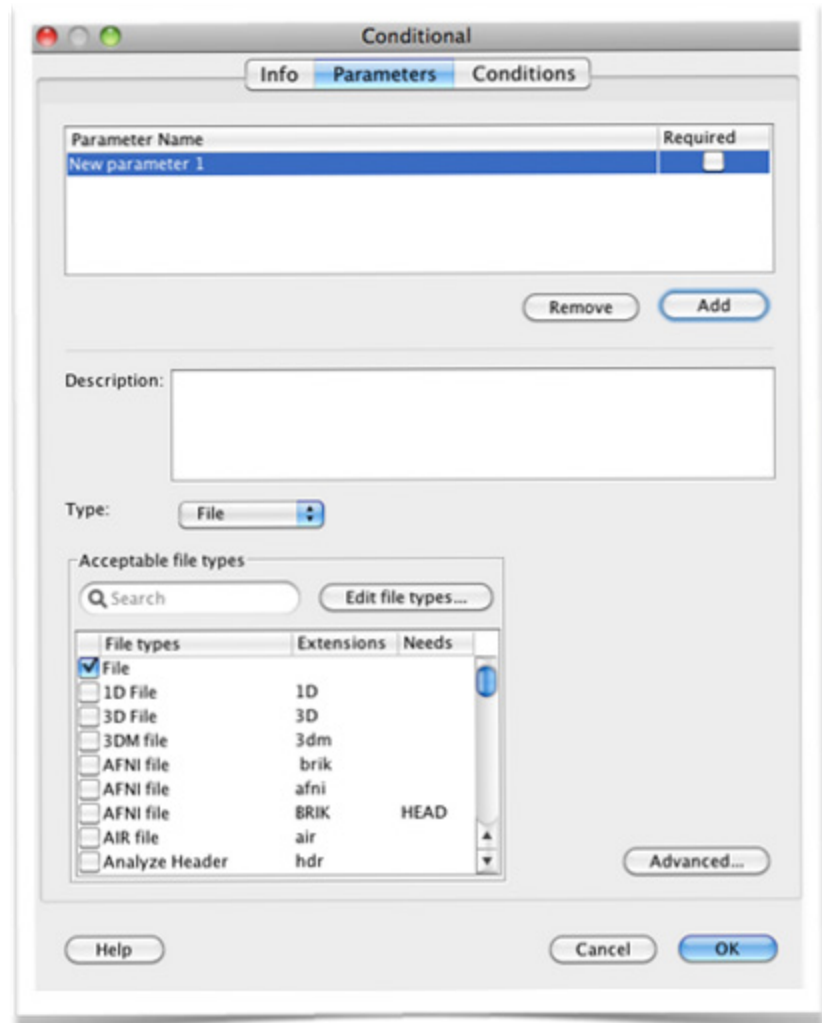 Conditional
Info Parameters Conditions
Parameter Name Required
New parameter 1
Remove Add
Description:
Type: File
Acceptable file types
Search Edit file types...
File types Extensions Needs
File
1D File 1D
3D File 3D
3DM file 3dm
AFNI file brik
AFNI file afni
AFNI file BRIK HEAD
AIR file air
Analyze Header hdr
Advanced...
Help Cancel OK